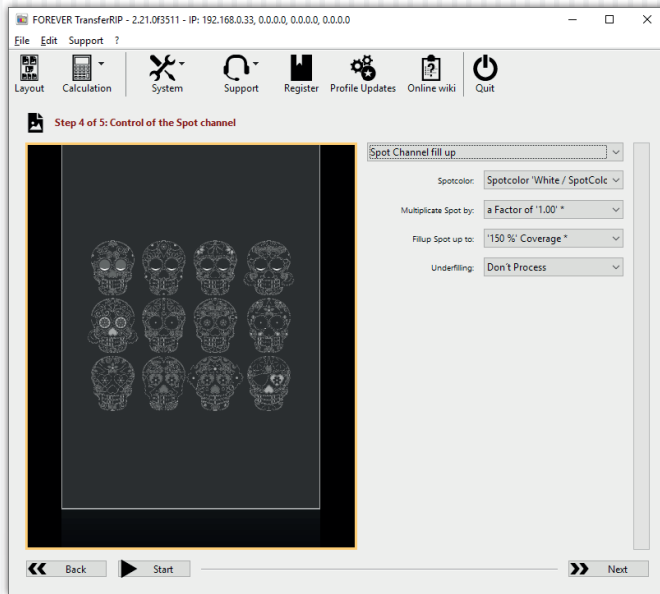 FOREVER TransferRIP - 2.21.0f3511 - IP: 192.168.0.33, 0.0.0.0, 0.0.0.0, 0.0.0.0
File Edit Support ?
Layout Calculation System Support Register Profile Updates Online wiki Quit
Step 4 of 5: Control of the Spot channel
Spot Channel fill up
Spotcolor: Spotcolor 'White / SpotColc
Multiplicate Spot by: a Factor of '1.00' *
Fillup Spot up to: '150 %' Coverage *
Underfilling: Don't Process
Back Start Next